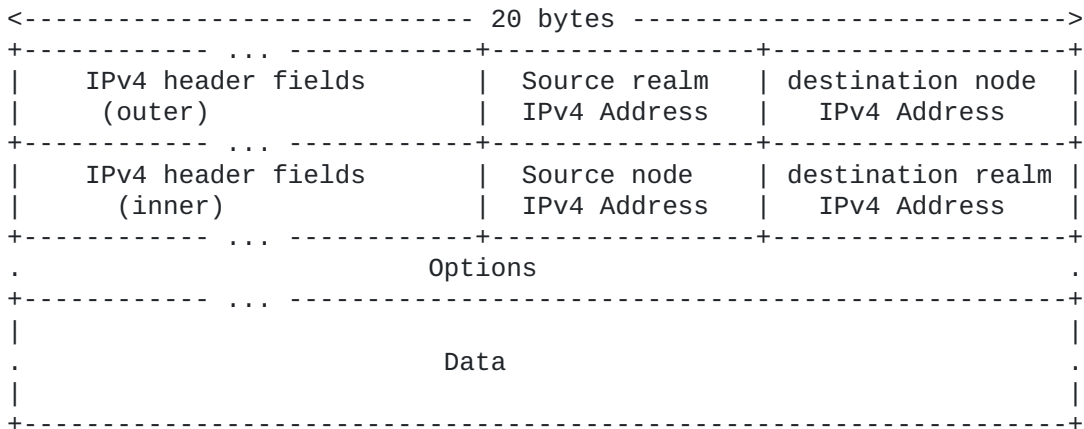 <----------------------------- 20 bytes ---------------------------->
+------------ ... ------------+-----------------+-------------------+
|    IPv4 header fields       |  Source realm   | destination node  |
|     (outer)                 |  IPv4 Address   |   IPv4 Address    |
+------------ ... ------------+-----------------+-------------------+
|    IPv4 header fields       |  Source node    | destination realm |
|      (inner)                |  IPv4 Address   |   IPv4 Address    |
+------------ ... ------------+-----------------+-------------------+
.                          Options                                  .
+------------ ... --------------------------------------------------+
|                                                                   |
.                           Data                                    .
|                                                                   |
+-------------------------------------------------------------------+